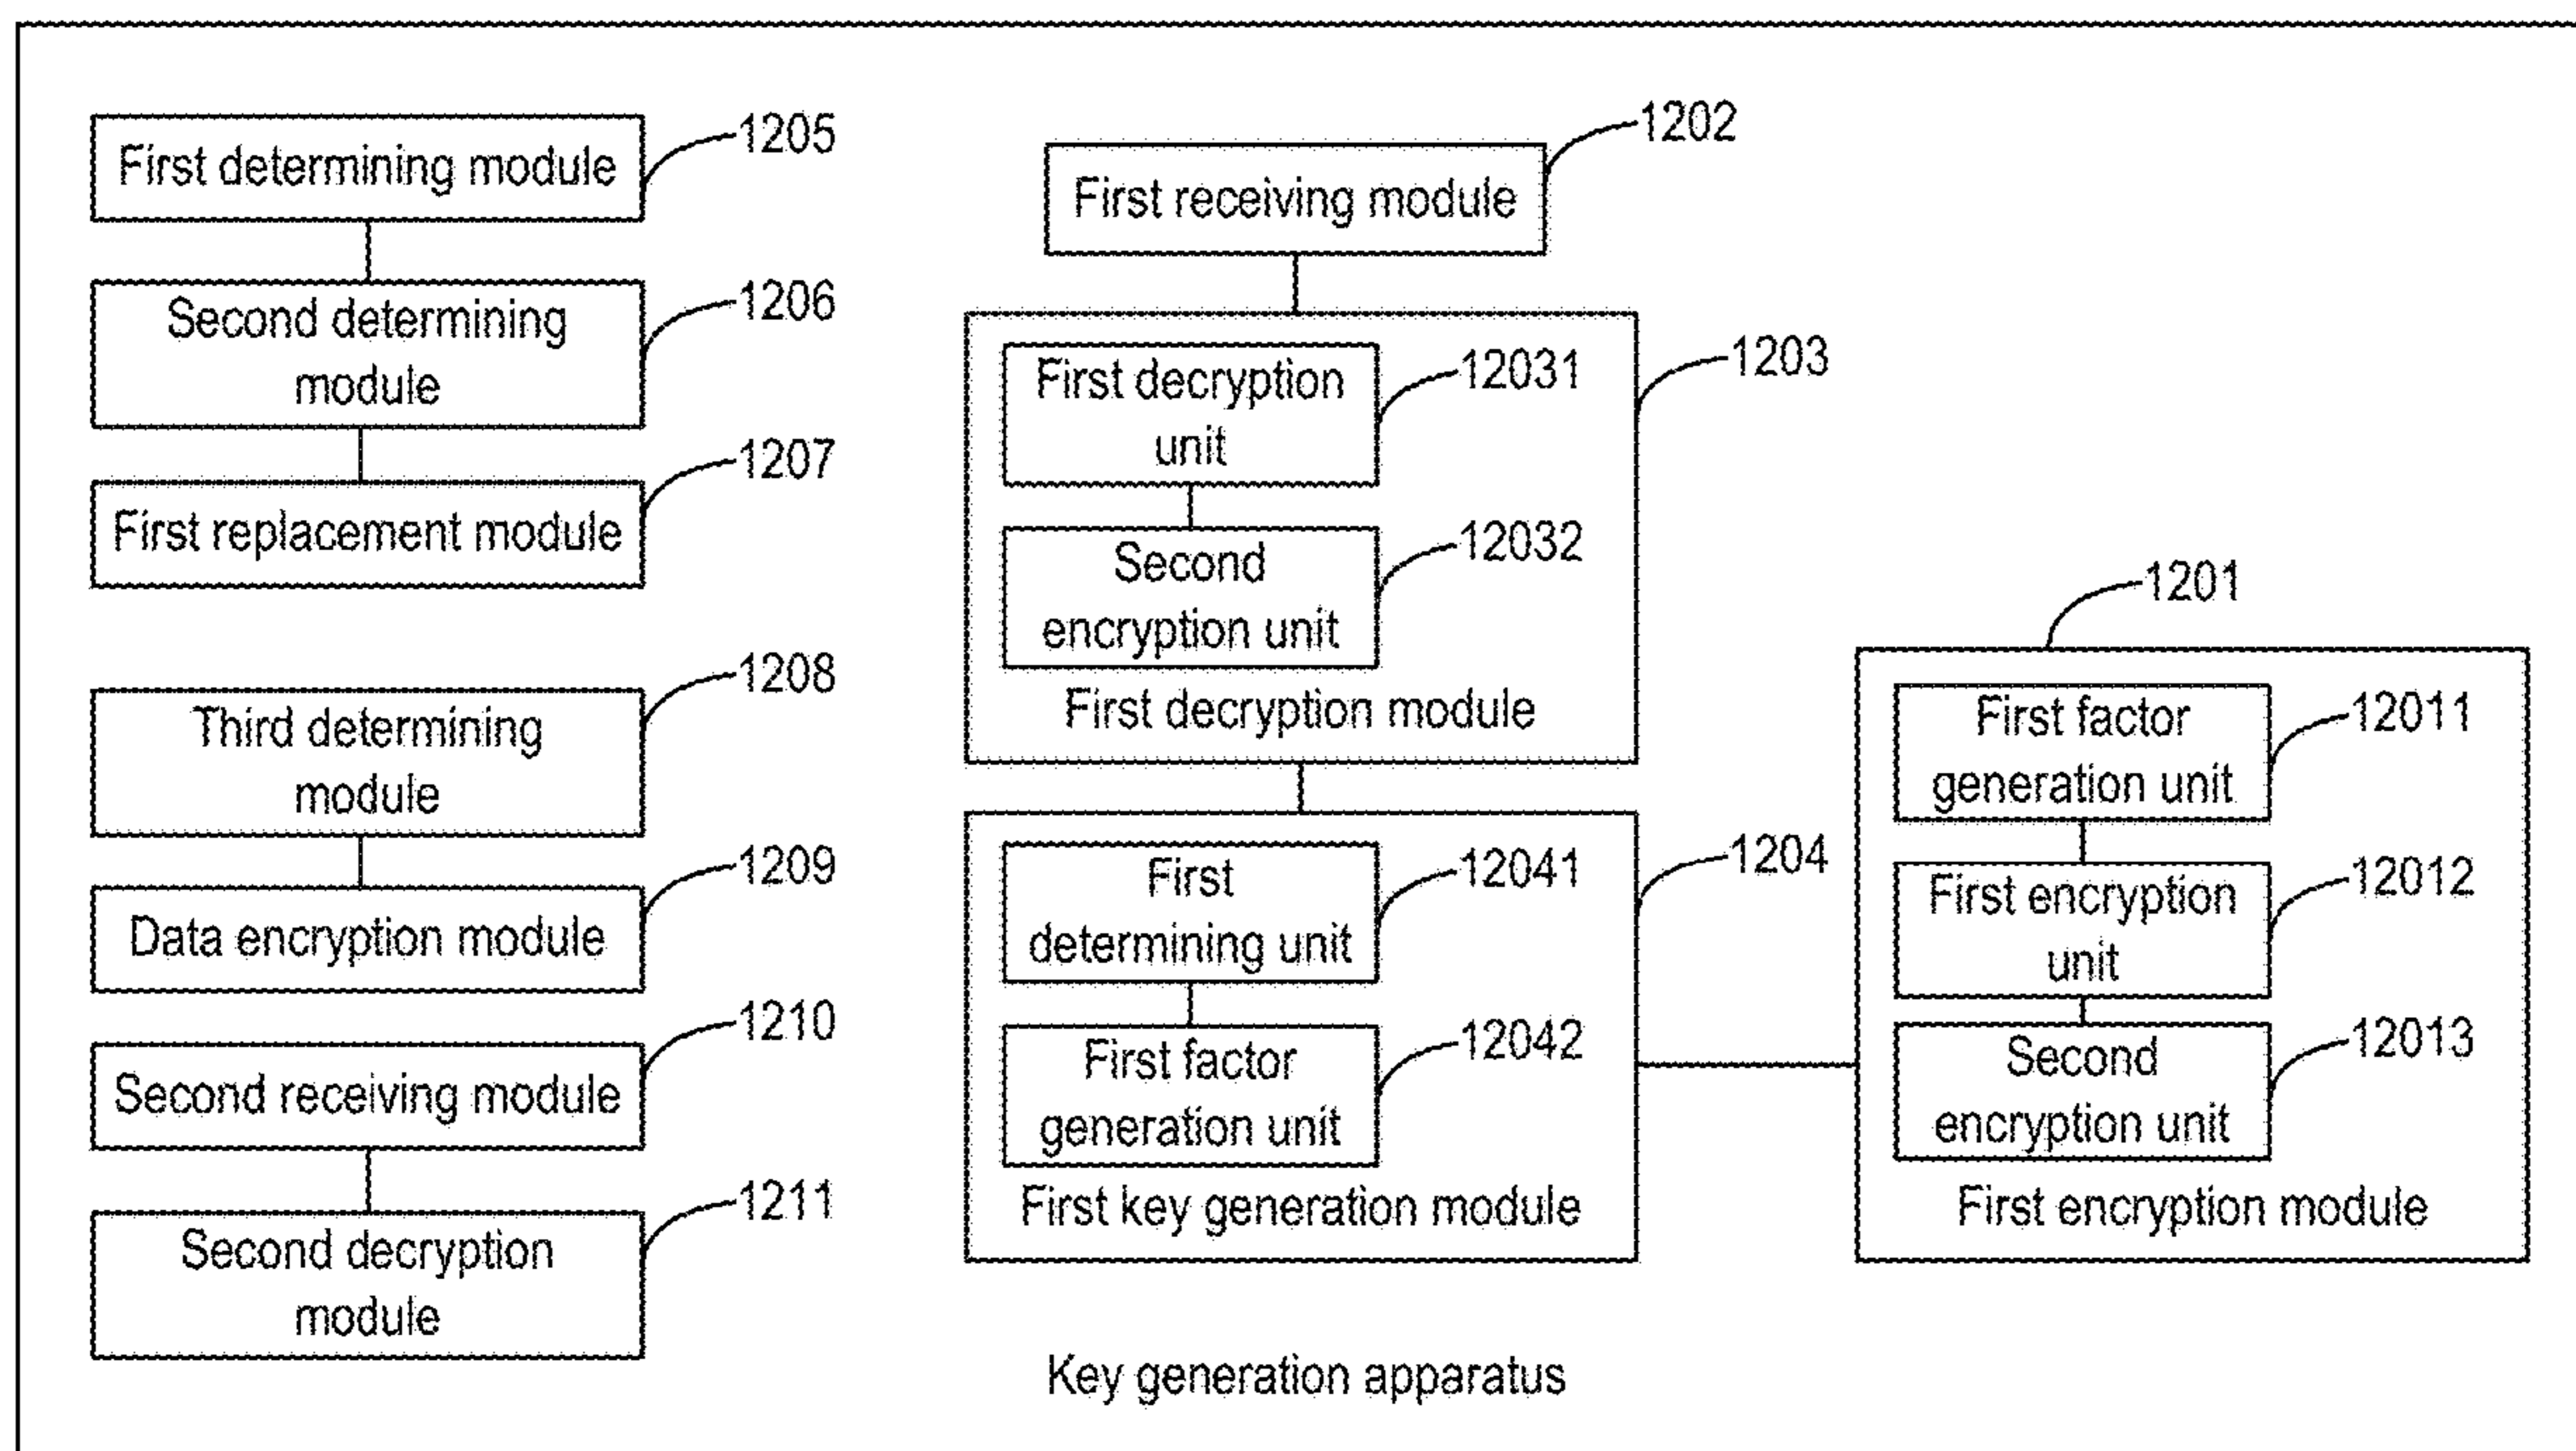 First determining module
1205
Second determining
module
1206
First replacement module
1207
Third determining
module
1208
Data encryption module
1209
Second receiving module
1210
Second decryption
module
1211
First receiving module
1202
First decryption
unit
12031
Second
encryption unit
12032
First decryption module
1203
First
determining unit
12041
First factor
generation unit
12042
First key generation module
1204
1201
First factor
generation unit
12011
First encryption
unit
12012
Second
encryption unit
12013
First encryption module
Key generation apparatus